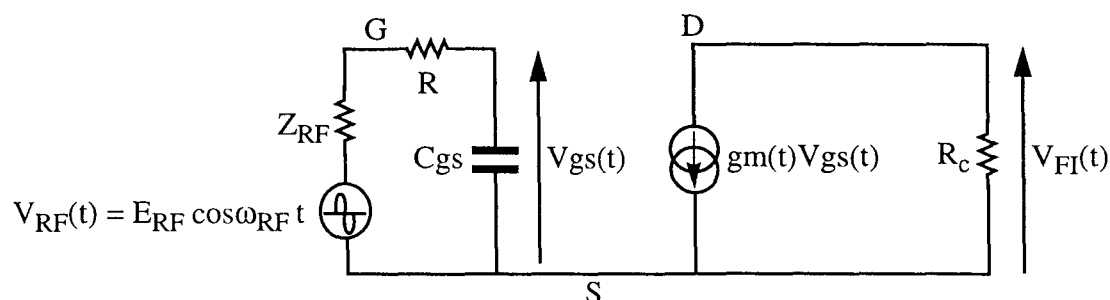 G
D
R
Z_RF
Cgs
Vgs(t)
gm(t)Vgs(t)
R_c
V_FI(t)
V_RF(t) = E_RF cosω_RF t
S